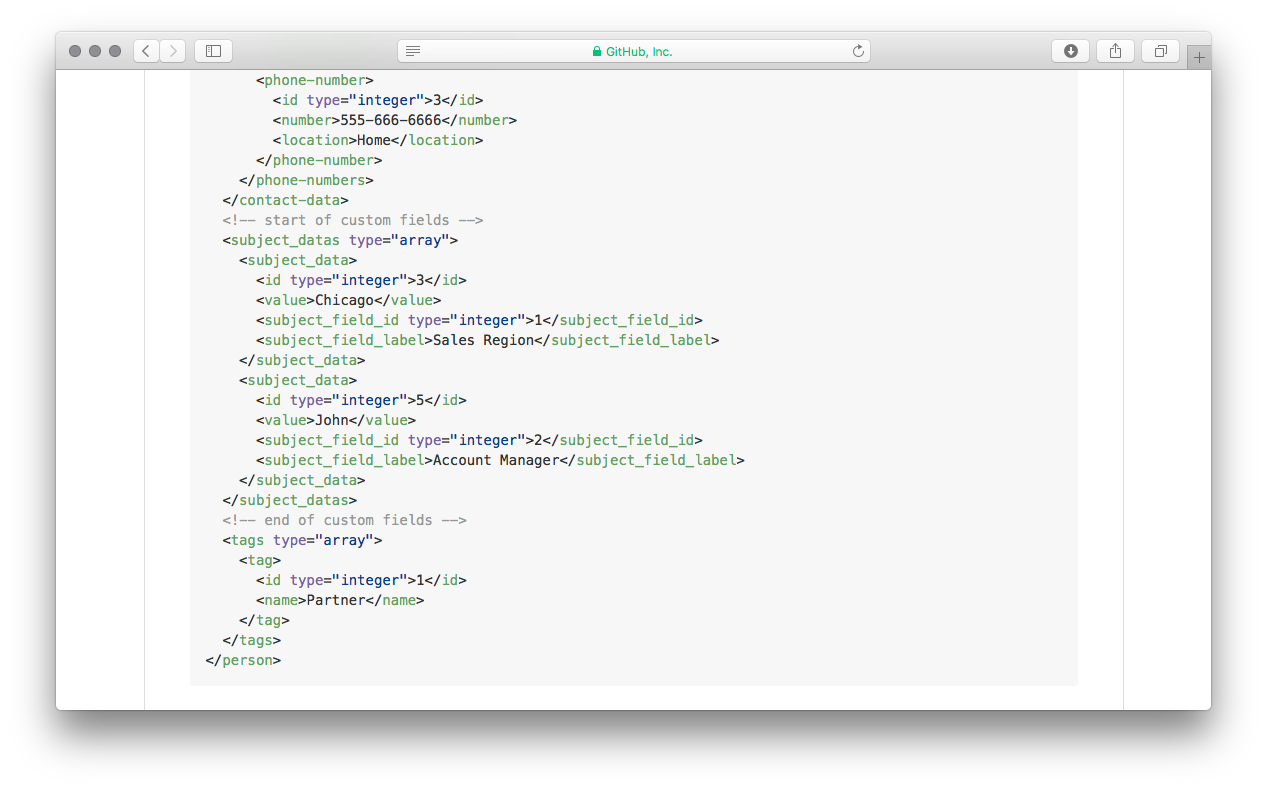 GitHub, Inc.
<phone-number>
<id type="integer">3</id>
<number>555-666-6666</number>
<location>Home</location>
</phone-number>
</phone-numbers>
</contact-data>
<!-- start of custom fields -->
<subject_datas type="array">
<subject_data>
<id type="integer">3</id>
<value>Chicago</value>
<subject_field_id type="integer">1</subject_field_id>
<subject_field_label>Sales Region</subject_field_label>
</subject_data>
<subject_data>
<id type="integer">5</id>
<value>John</value>
<subject_field_id type="integer">2</subject_field_id>
<subject_field_label>Account Manager</subject_field_label>
</subject_data>
</subject_datas>
<!-- end of custom fields -->
<tags type="array">
<tag>
<id type="integer">1</id>
<name>Partner</name>
</tag>
</tags>
</person>